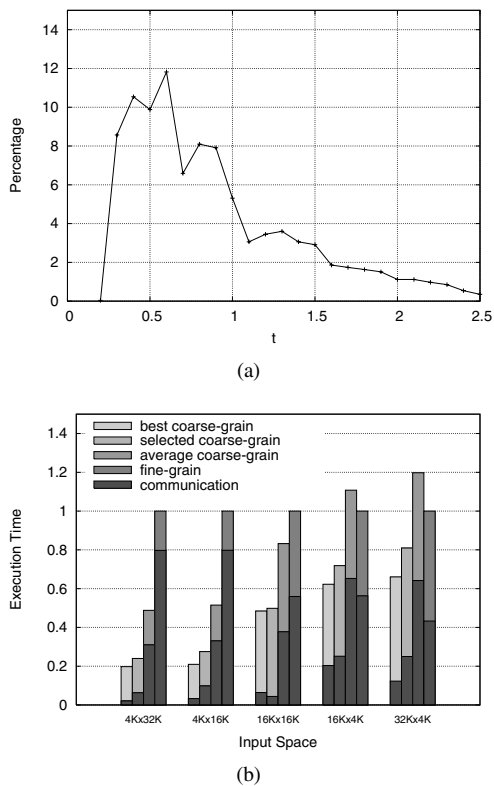 14
12
10
8
6
4
2
0
Percentage
0 0.5 1 1.5 2 2.5
t
(a)
1.4
1.2
1
0.8
0.6
0.4
0.2
0
Execution Time
best coarse-grain
selected coarse-grain
average coarse-grain
fine-grain
communication
4Kx32K 4Kx16K 16Kx16K 16Kx4K 32Kx4K
Input Space
(b)